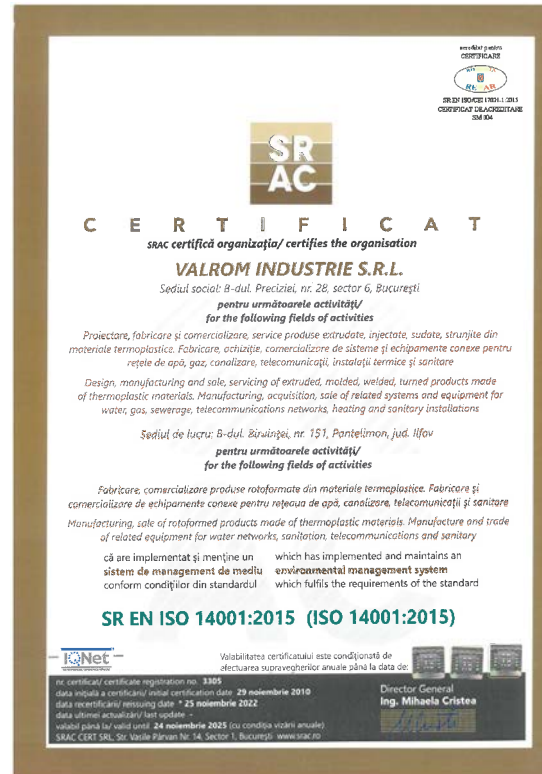 acreditat pentru
CERTIFICARE
SR EN ISO/CEI 17021-1:2015
CERTIFICAT DE ACREDITARE
SM 004
SR
AC
CERTIFICAT
SRAC certifică organizația/ certifies the organisation
VALROM INDUSTRIE S.R.L.
Sediul social: B-dul. Preciziei, nr. 28, sector 6, București
pentru următoarele activități/
for the following fields of activities
Proiectare, fabricare și comercializare, service produse extrudate, injectate, sudate, strunjite din
materiale termoplastice. Fabricare, achiziție, comercializare de sisteme și echipamente conexe pentru
rețele de apă, gaz, canalizare, telecomunicații, instalații termice și sanitare
Design, manufacturing and sale, servicing of extruded, molded, welded, turned products made
of thermoplastic materials. Manufacturing, acquisition, sale of related systems and equipment for
water, gas, sewerage, telecommunications networks, heating and sanitary installations
Sediul de lucru: B-dul. Biruinței, nr. 151, Pantelimon, jud. Ilfov
pentru următoarele activități/
for the following fields of activities
Fabricare, comercializare produse rotoformate din materiale termoplastice. Fabricare și
comercializare de echipamente conexe pentru rețeaua de apă, canalizare, telecomunicații și sanitare
Manufacturing, sale of rotoformed products made of thermoplastic materials. Manufacture and trade
of related equipment for water networks, sanitation, telecommunications and sanitary
că are implementat și menține un which has implemented and maintains an
sistem de management de mediu environmental management system
conform condițiilor din standardul which fulfils the requirements of the standard
SR EN ISO 14001:2015 (ISO 14001:2015)
IQNet
Valabilitatea certificatului este condiționată de
efectuarea supravegherilor anuale până la data de:
nr. certificat/ certificate registration no. 3305
data inițială a certificării/ initial certification date 29 noiembrie 2010
data recertificării/ reissuing date * 25 noiembrie 2022
data ultimei actualizări/ last update -
valabil până la/ valid until 24 noiembrie 2025 (cu condiția vizării anuale)
SRAC CERT SRL, Str. Vasile Pârvan Nr. 14, Sector 1, București www.srac.ro
Director General
Ing. Mihaela Cristea